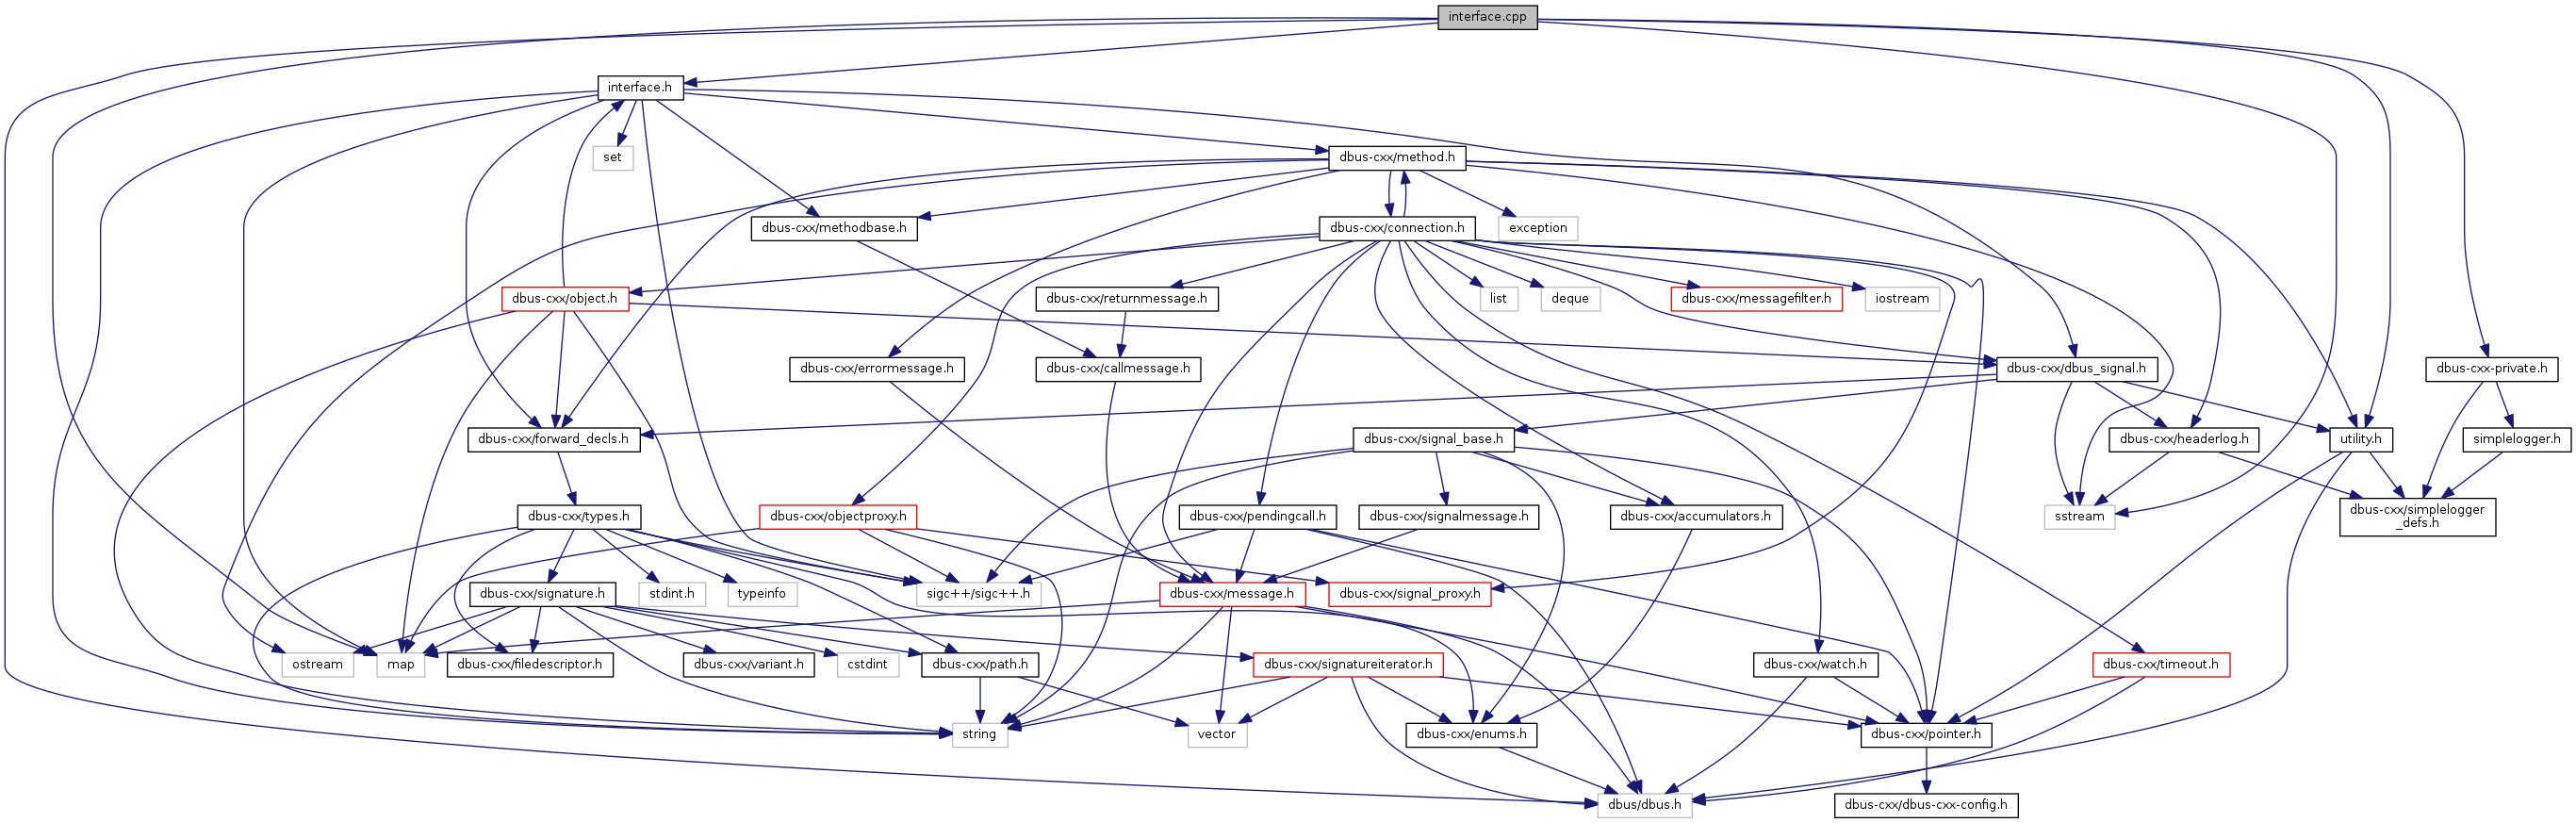 interface.cpp
interface.h
set
dbus-cxx/method.h
dbus-cxx/methodbase.h
dbus-cxx/connection.h
exception
dbus-cxx/object.h
dbus-cxx/returnmessage.h
list
deque
dbus-cxx/messagefilter.h
iostream
dbus-cxx/errormessage.h
dbus-cxx/callmessage.h
dbus-cxx/dbus_signal.h
dbus-cxx-private.h
dbus-cxx/forward_decls.h
dbus-cxx/signal_base.h
dbus-cxx/headerlog.h
utility.h
simplelogger.h
dbus-cxx/types.h
dbus-cxx/objectproxy.h
dbus-cxx/pendingcall.h
dbus-cxx/signalmessage.h
dbus-cxx/accumulators.h
sstream
dbus-cxx/simplelogger
_defs.h
dbus-cxx/signature.h
stdint.h
typeinfo
sigc++/sigc++.h
dbus-cxx/message.h
dbus-cxx/signal_proxy.h
ostream
map
dbus-cxx/filedescriptor.h
dbus-cxx/variant.h
cstdint
dbus-cxx/path.h
dbus-cxx/signatureiterator.h
dbus-cxx/watch.h
dbus-cxx/timeout.h
string
vector
dbus-cxx/enums.h
dbus-cxx/pointer.h
dbus/dbus.h
dbus-cxx/dbus-cxx-config.h